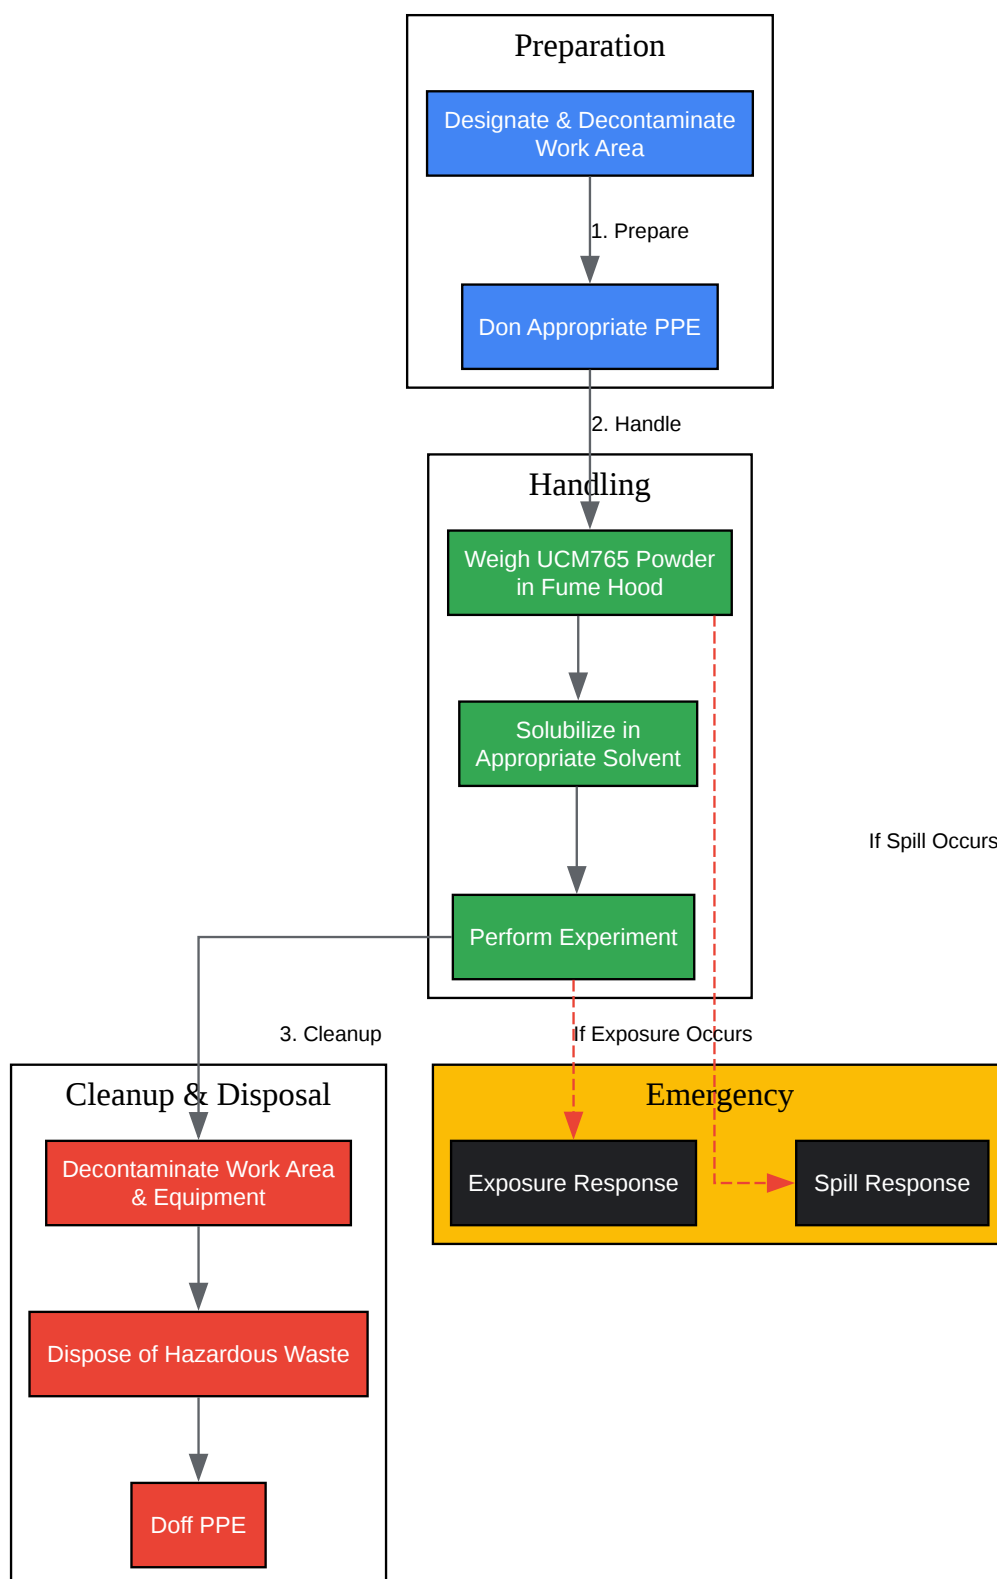 Preparation
Designate & Decontaminate
Work Area
1. Prepare
Don Appropriate PPE
2. Handle
Handling
Weigh UCM765 Powder
in Fume Hood
Solubilize in
Appropriate Solvent
If Spill Occurs
Perform Experiment
3. Cleanup
If Exposure Occurs
Cleanup & Disposal
Emergency
Decontaminate Work Area
& Equipment
Exposure Response
Spill Response
Dispose of Hazardous Waste
Doff PPE